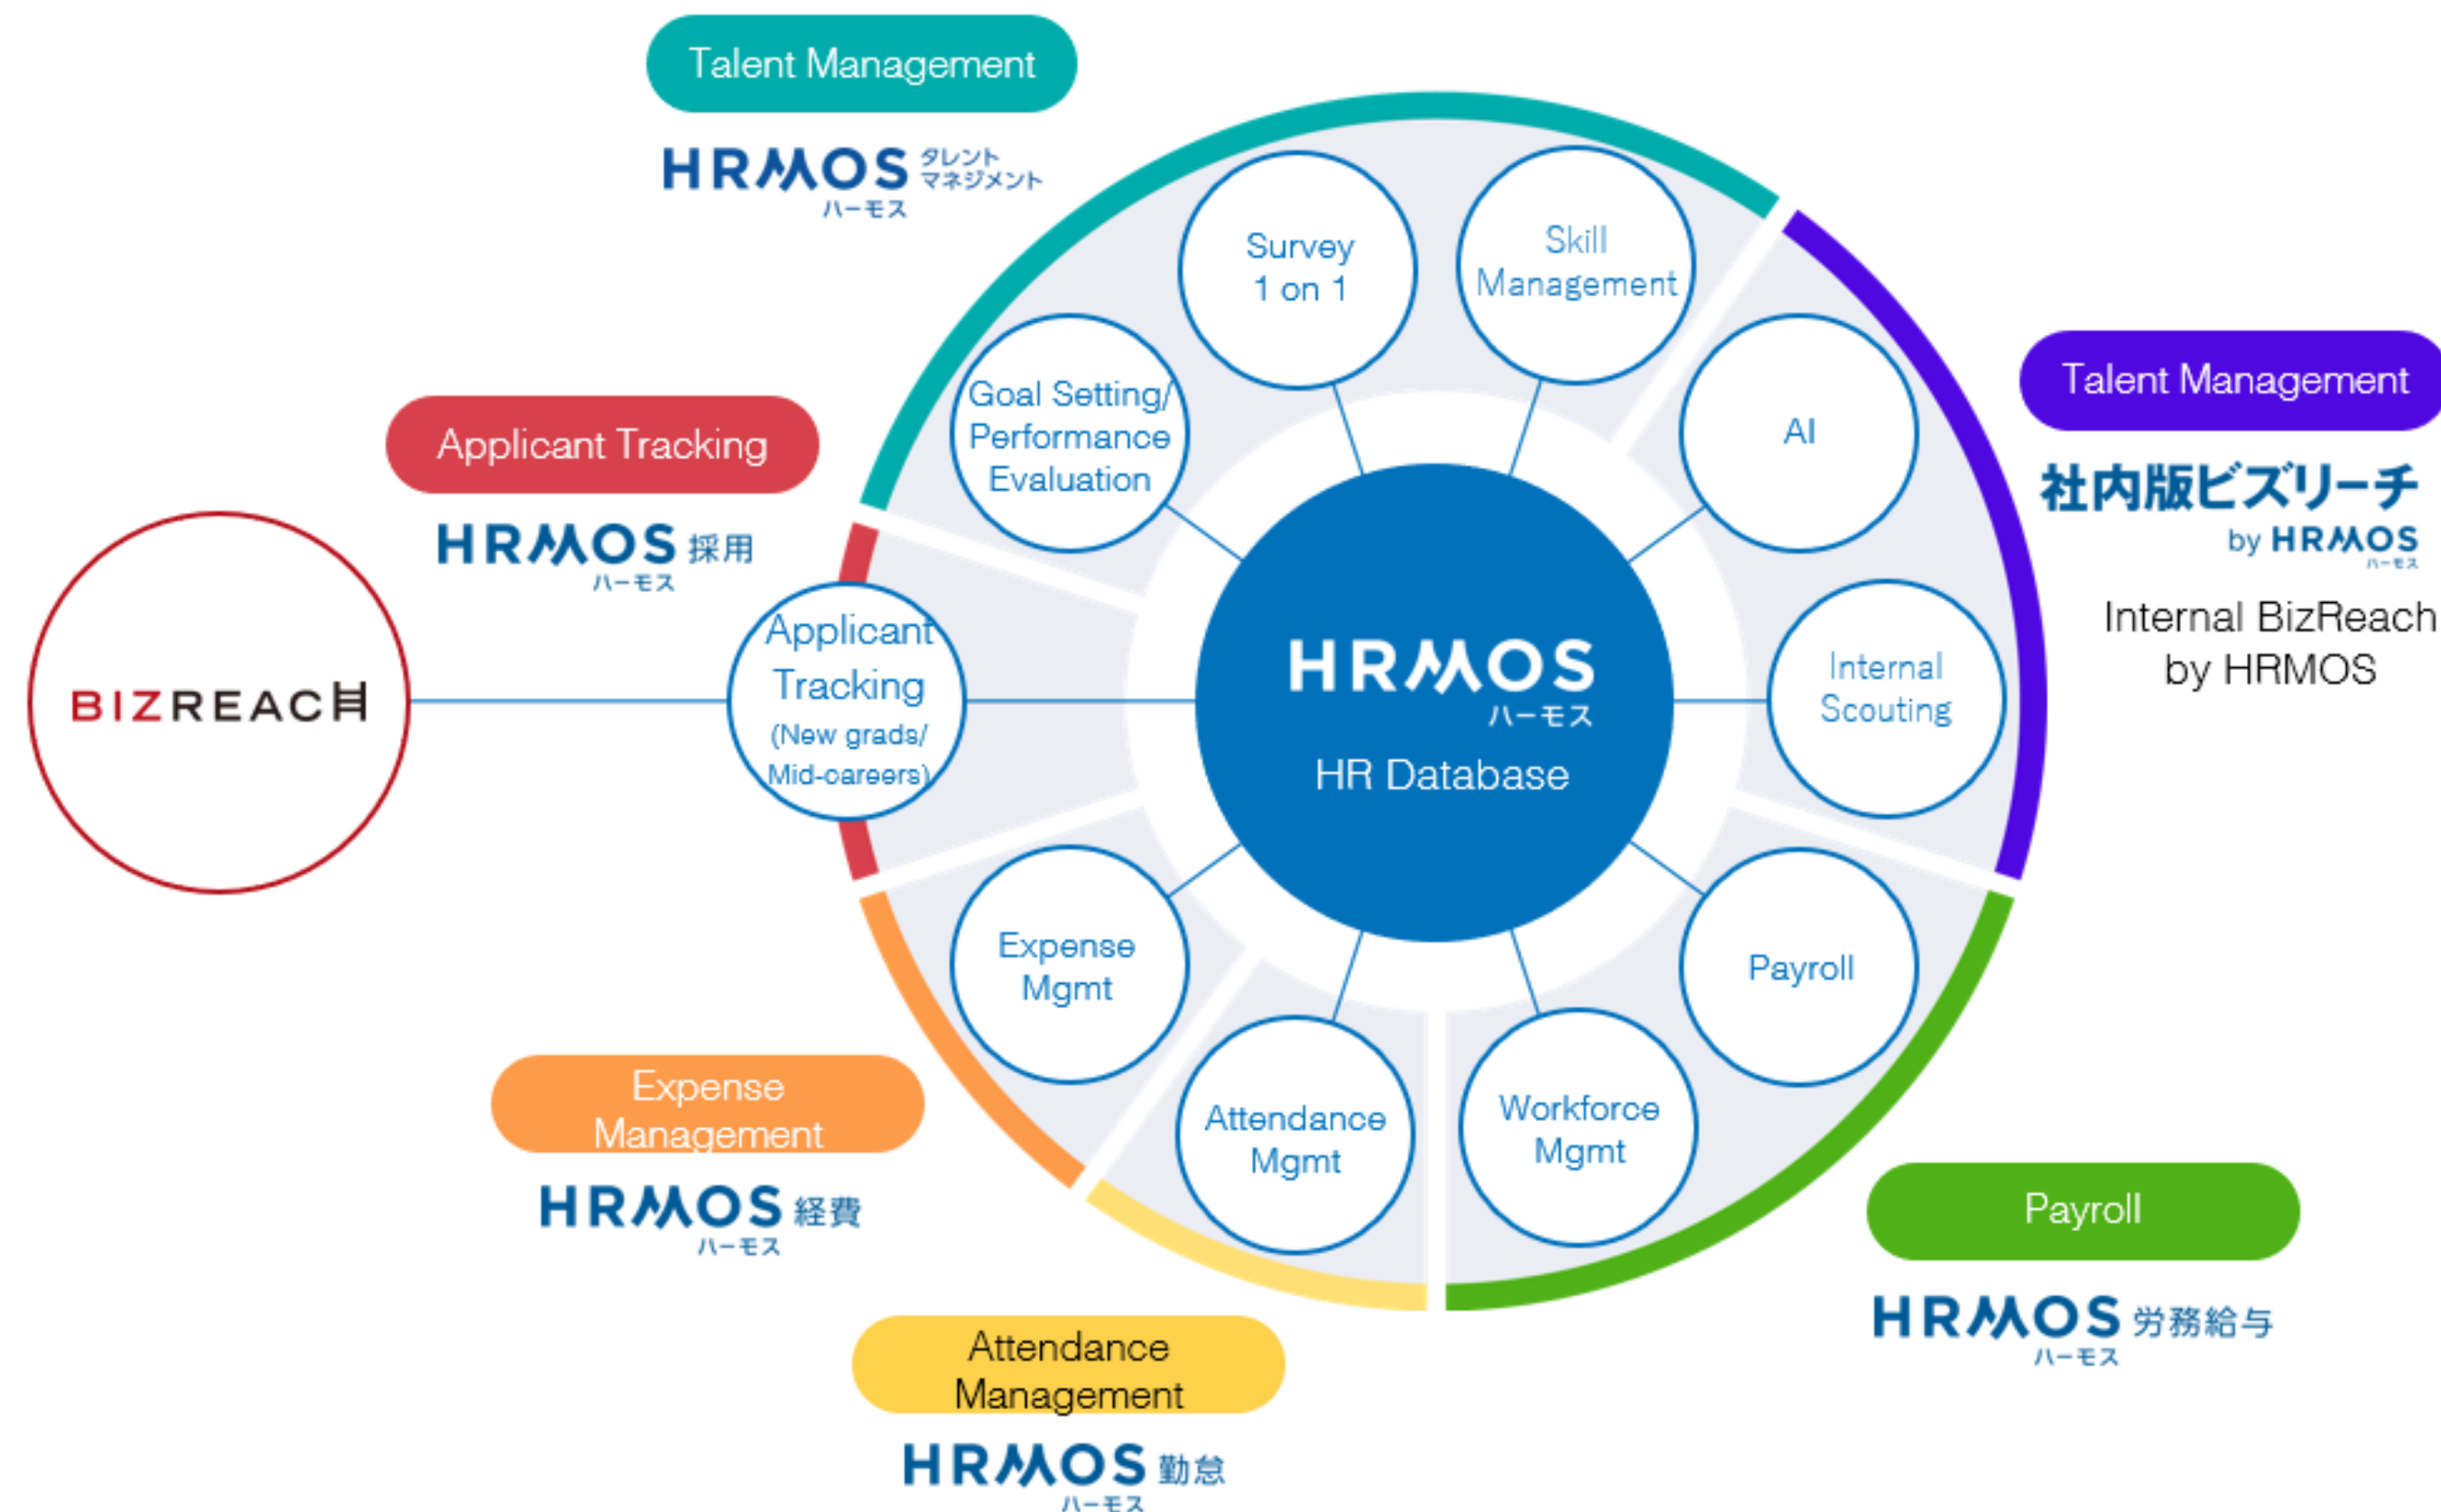 Talent Management
HRMOS タレント
マネジメント
ハーモス
Applicant Tracking
HRMOS 採用
ハーモス
BIZREACH
Applicant
Tracking
(New grads/
Mid-careers)
Goal Setting/
Performance
Evaluation
Survey
1 on 1
Skill
Management
AI
Internal
Scouting
HRMOS
ハーモス
HR Database
Talent Management
社内版ビズリーチ
by HRMOS
ハーモス
Internal BizReach
by HRMOS
Payroll
Workforce
Mgmt
Attendance
Mgmt
Expense
Mgmt
Expense
Management
HRMOS 経費
ハーモス
Attendance
Management
HRMOS 勤怠
ハーモス
Payroll
HRMOS 労務給与
ハーモス